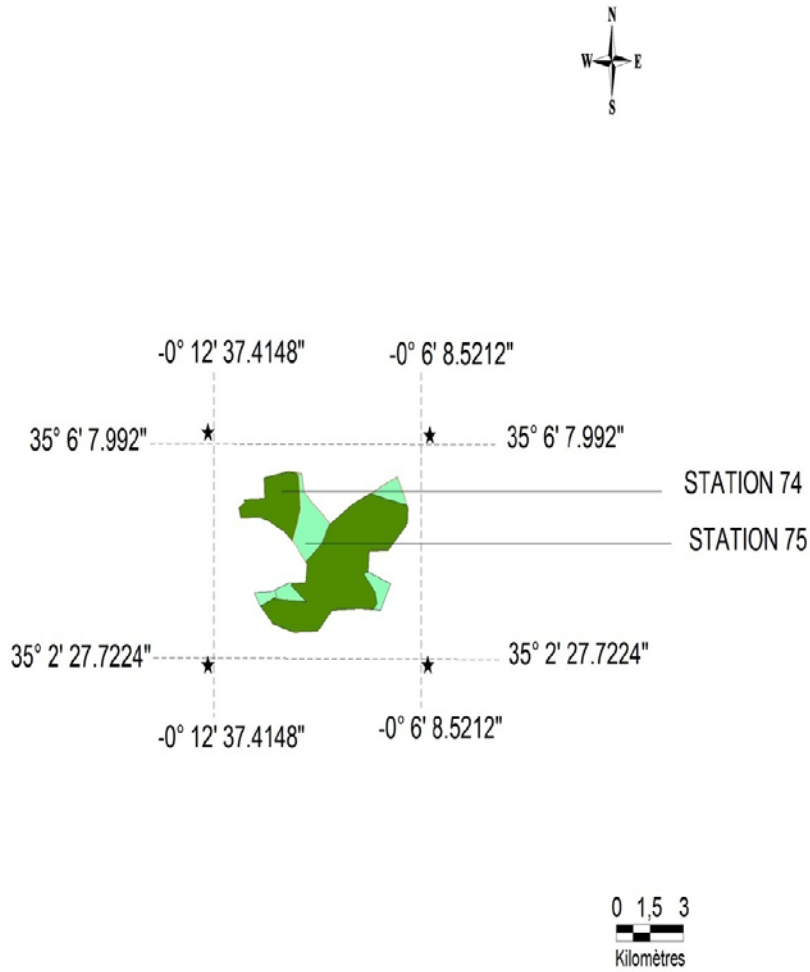 N
W E
S
-0° 12' 37.4148" -0° 6' 8.5212"
35° 6' 7.992" 35° 6' 7.992"
STATION 74
STATION 75
35° 2' 27.7224" 35° 2' 27.7224"
-0° 12' 37.4148" -0° 6' 8.5212"
0 1,5 3
Kilomètres